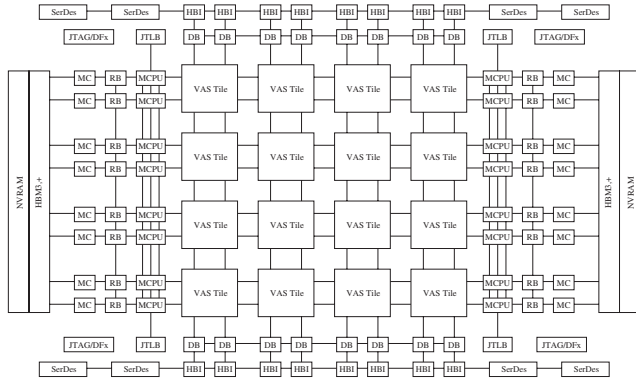 SerDes SerDes HBI HBI HBI HBI HBI HBI HBI HBI SerDes SerDes
JTAG/DFx JTLB DB DB DB DB DB DB DB DB JTLB JTAG/DFx
MC RB MCPU MCPU RB MC
VAS Tile VAS Tile VAS Tile VAS Tile
MC RB MCPU MCPU RB MC
MC RB MCPU MCPU RB MC
VAS Tile VAS Tile VAS Tile VAS Tile
MC RB MCPU MCPU RB MC
NVRAM HBM3,+ HBM3,+ NVRAM
MC RB MCPU MCPU RB MC
VAS Tile VAS Tile VAS Tile VAS Tile
MC RB MCPU MCPU RB MC
MC RB MCPU MCPU RB MC
VAS Tile VAS Tile VAS Tile VAS Tile
MC RB MCPU MCPU RB MC
JTAG/DFx JTLB DB DB DB DB DB DB DB DB JTLB JTAG/DFx
SerDes SerDes HBI HBI HBI HBI HBI HBI HBI HBI SerDes SerDes